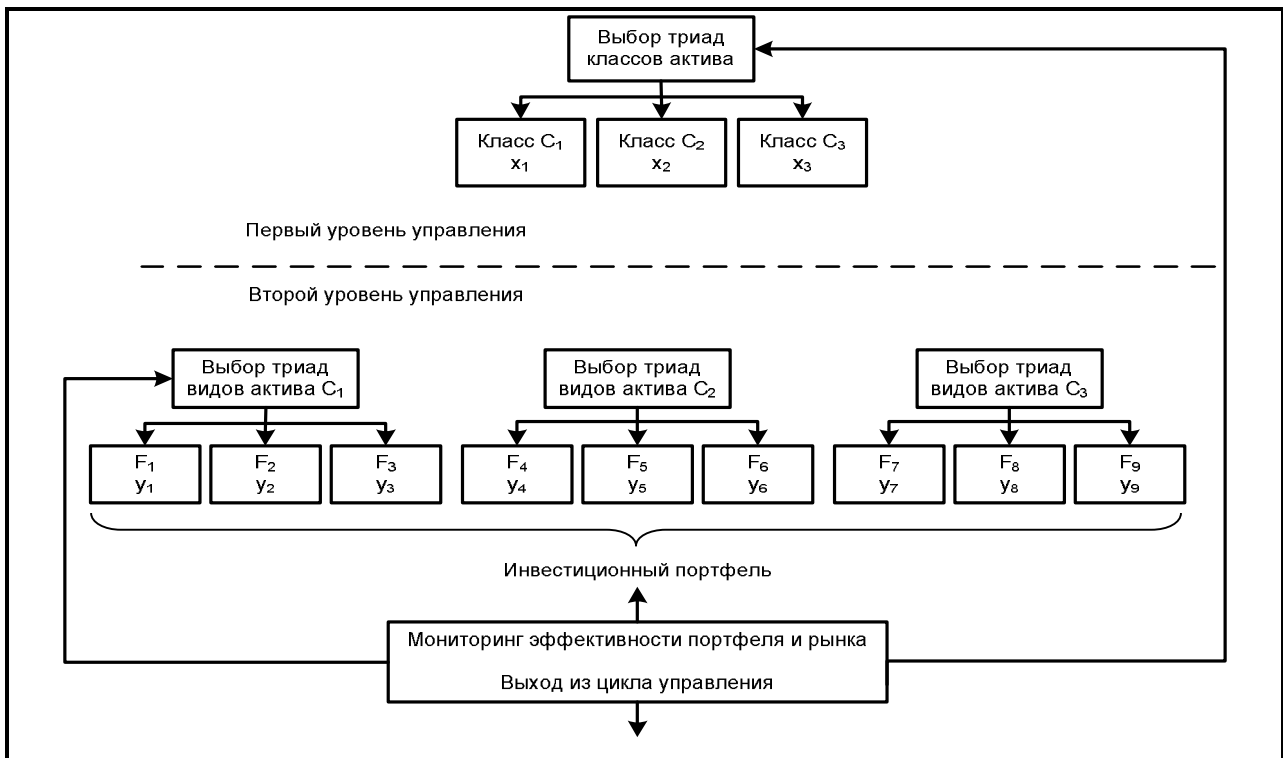 Выбор триад
классов актива
Класс C₁
x₁
Класс C₂
x₂
Класс C₃
x₃
Первый уровень управления
Второй уровень управления
Выбор триад
видов актива C₁
Выбор триад
видов актива C₂
Выбор триад
видов актива C₃
F₁
y₁
F₂
y₂
F₃
y₃
F₄
y₄
F₅
y₅
F₆
y₆
F₇
y₇
F₈
y₈
F₉
y₉
Инвестиционный портфель
Мониторинг эффективности портфеля и рынка
Выход из цикла управления